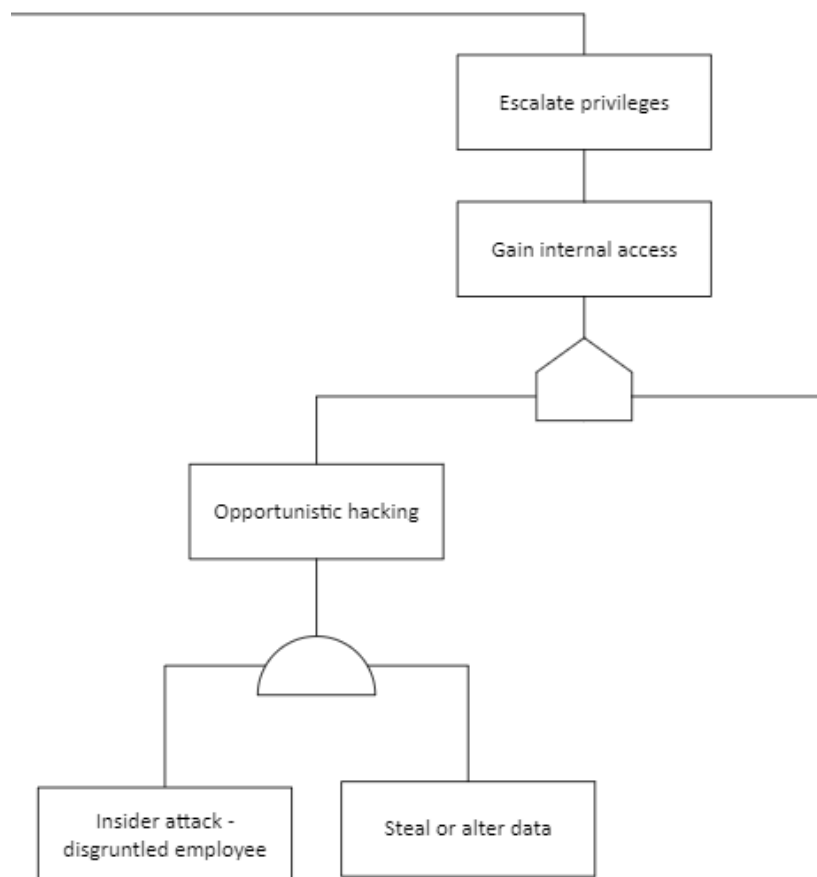 Escalate privileges
Gain internal access
Opportunistic hacking
Insider attack -
disgruntled employee
Steal or alter data